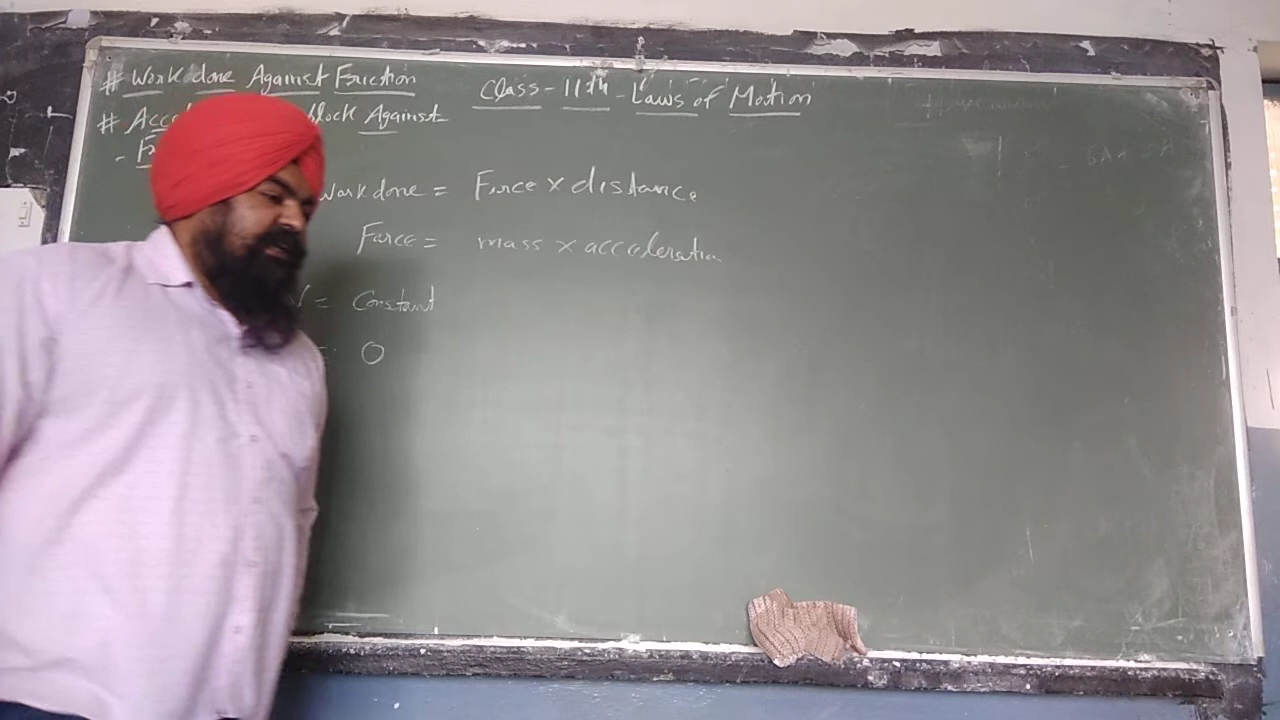 # Work done Against Friction
Class - 11th - Laws of Motion
# Block Against
Work done = Force × distance
Force = mass × acceleration
V = Constant
= 0